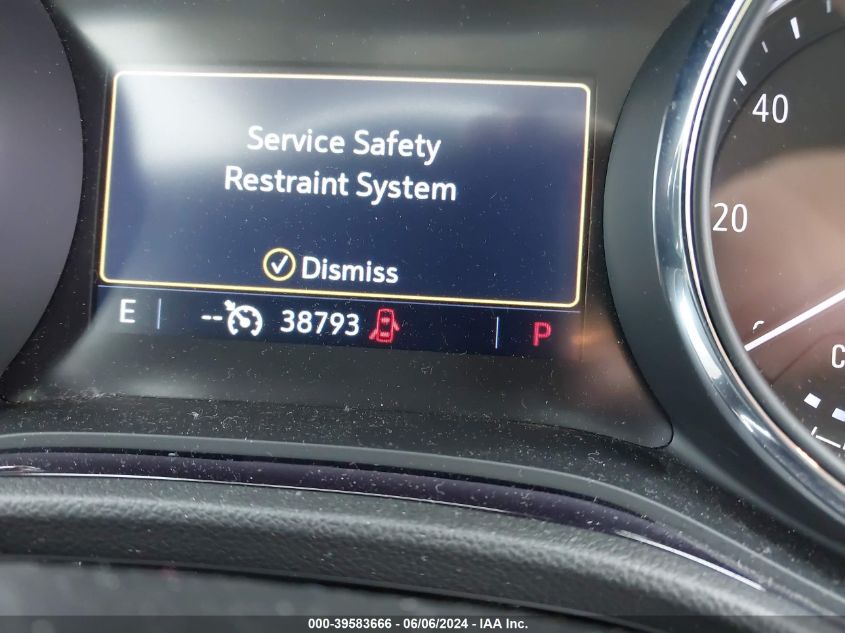 Service Safety
Restraint System
Dismiss
E -- 38793 P
40
20
000-39583666 - 06/06/2024 - IAA Inc.